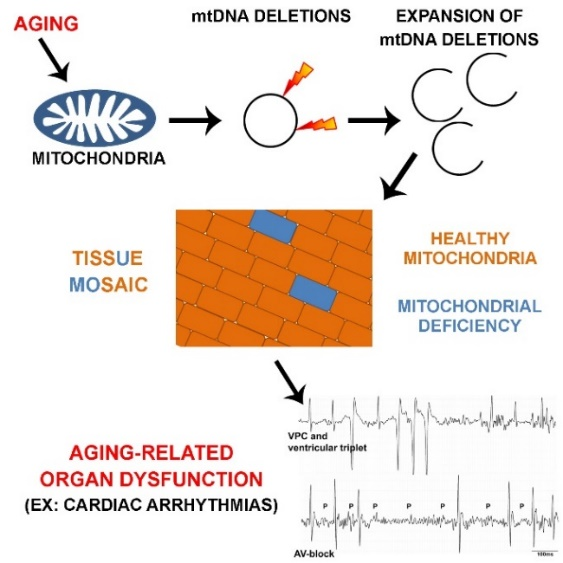 AGING
mtDNA DELETIONS
EXPANSION OF
mtDNA DELETIONS
MITOCHONDRIA
TISSUE
MOSAIC
HEALTHY
MITOCHONDRIA
MITOCHONDRIAL
DEFICIENCY
AGING-RELATED
ORGAN DYSFUNCTION
(EX: CARDIAC ARRHYTHMIAS)
VPC and
ventricular triplet
P P P P P P P
AV-block
100ms